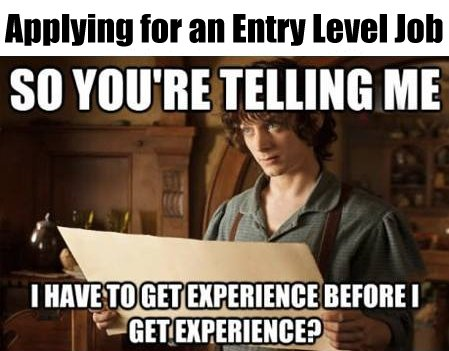 Applying for an Entry Level Job
SO YOU'RE TELLING ME
I HAVE TO GET EXPERIENCE BEFORE I
GET EXPERIENCE?